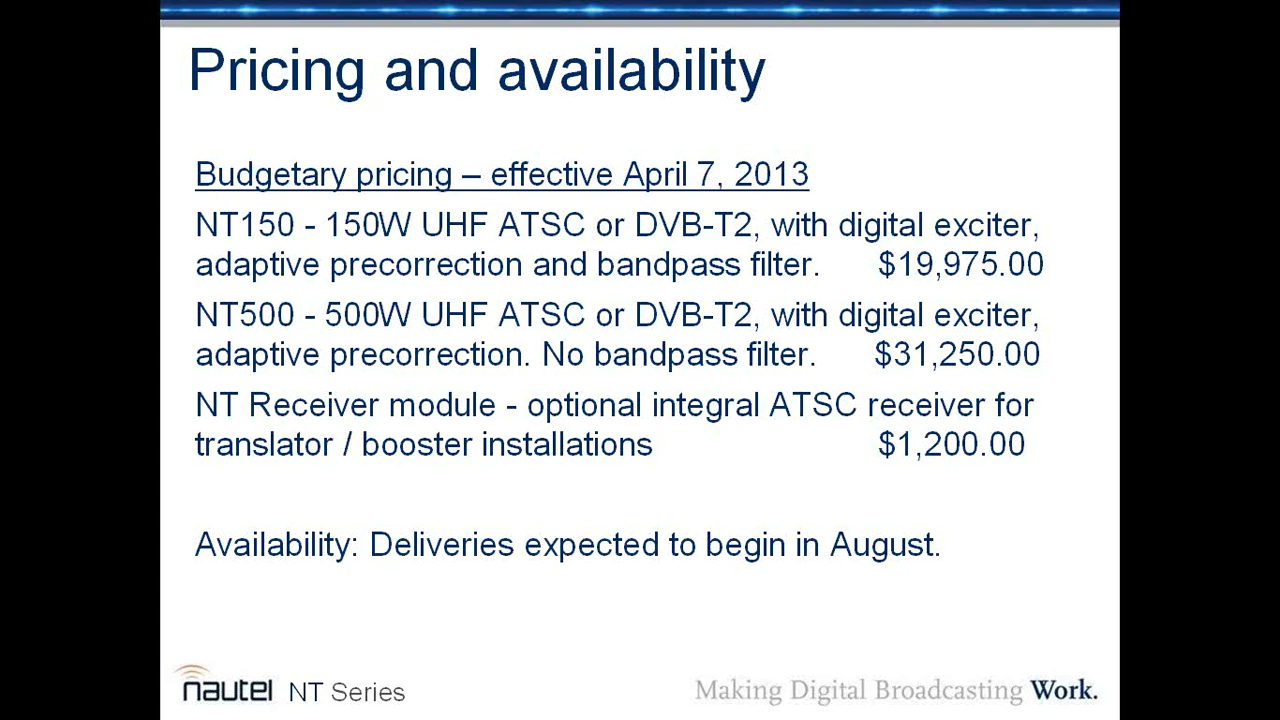 Pricing and availability
Budgetary pricing – effective April 7, 2013
NT150 - 150W UHF ATSC or DVB-T2, with digital exciter,
adaptive precorrection and bandpass filter. $19,975.00
NT500 - 500W UHF ATSC or DVB-T2, with digital exciter,
adaptive precorrection. No bandpass filter. $31,250.00
NT Receiver module - optional integral ATSC receiver for
translator / booster installations $1,200.00
Availability: Deliveries expected to begin in August.
nautel NT Series
Making Digital Broadcasting Work.